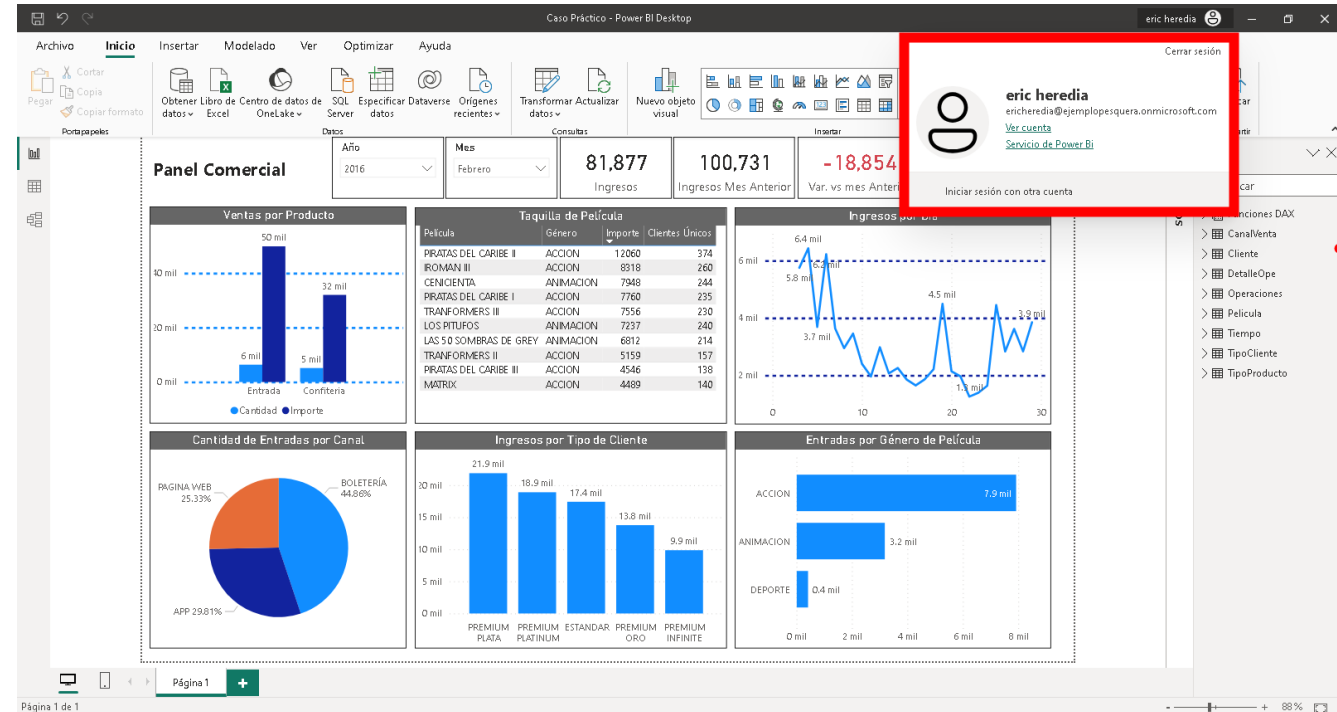 Caso Práctico - Power BI Desktop
eric heredia
Archivo Inicio Insertar Modelado Ver Optimizar Ayuda
Pegar
Cortar
Copia
Copiar formato
Portapapeles
Obtener datos
Libro de Excel
Centro de datos de OneLake
SQL Server
Especificar datos
Dataverse
Orígenes recientes
Datos
Transformar datos
Actualizar
Consultas
Nuevo objeto visual
Insertar
Cerrar sesión
eric heredia
ericheredia@ejemplopesquera.onmicrosoft.com
Ver cuenta
Servicio de Power Bi
Iniciar sesión con otra cuenta
Panel Comercial
Año
2016
Mes
Febrero
81,877
Ingresos
100,731
Ingresos Mes Anterior
-18,854
Var. vs mes Anteri
Ventas por Producto
50 mil
40 mil
32 mil
20 mil
6 mil
5 mil
0 mil
Entrada Confiteria
Cantidad Importe
Taquilla de Película
Película Género Importe Clientes Únicos
PIRATAS DEL CARIBE II ACCION 12060 374
IROMAN III ACCION 8318 260
CENICIENTA ANIMACION 7948 244
PIRATAS DEL CARIBE I ACCION 7760 235
TRANFORMERS III ACCION 7556 230
LOS PITUFOS ANIMACION 7237 240
LAS 50 SOMBRAS DE GREY ANIMACION 6812 214
TRANFORMERS II ACCION 5159 157
PIRATAS DEL CARIBE III ACCION 4546 138
MATRIX ACCION 4489 140
Ingresos por Día
6.4 mil
6 mil
6.2 mil
5.8 mil
4.5 mil
4 mil
3.9 mil
3.7 mil
2 mil
1.3 mil
0 10 20 30
Cantidad de Entradas por Canal
PAGINA WEB
25.33%
BOLETERÍA
44.86%
APP 29.81%
Ingresos por Tipo de Cliente
21.9 mil
20 mil
18.9 mil
17.4 mil
15 mil
13.8 mil
10 mil
9.9 mil
5 mil
0 mil
PREMIUM PLATA
PREMIUM PLATINUM
ESTANDAR
PREMIUM ORO
PREMIUM INFINITE
Entradas por Género de Película
ACCION 7.9 mil
ANIMACION 3.2 mil
DEPORTE 0.4 mil
0 mil 2 mil 4 mil 6 mil 8 mil
CanalVenta
Cliente
DetalleOpe
Operaciones
Pelicula
Tiempo
TipoCliente
TipoProducto
Página 1
Página 1 de 1
88 %